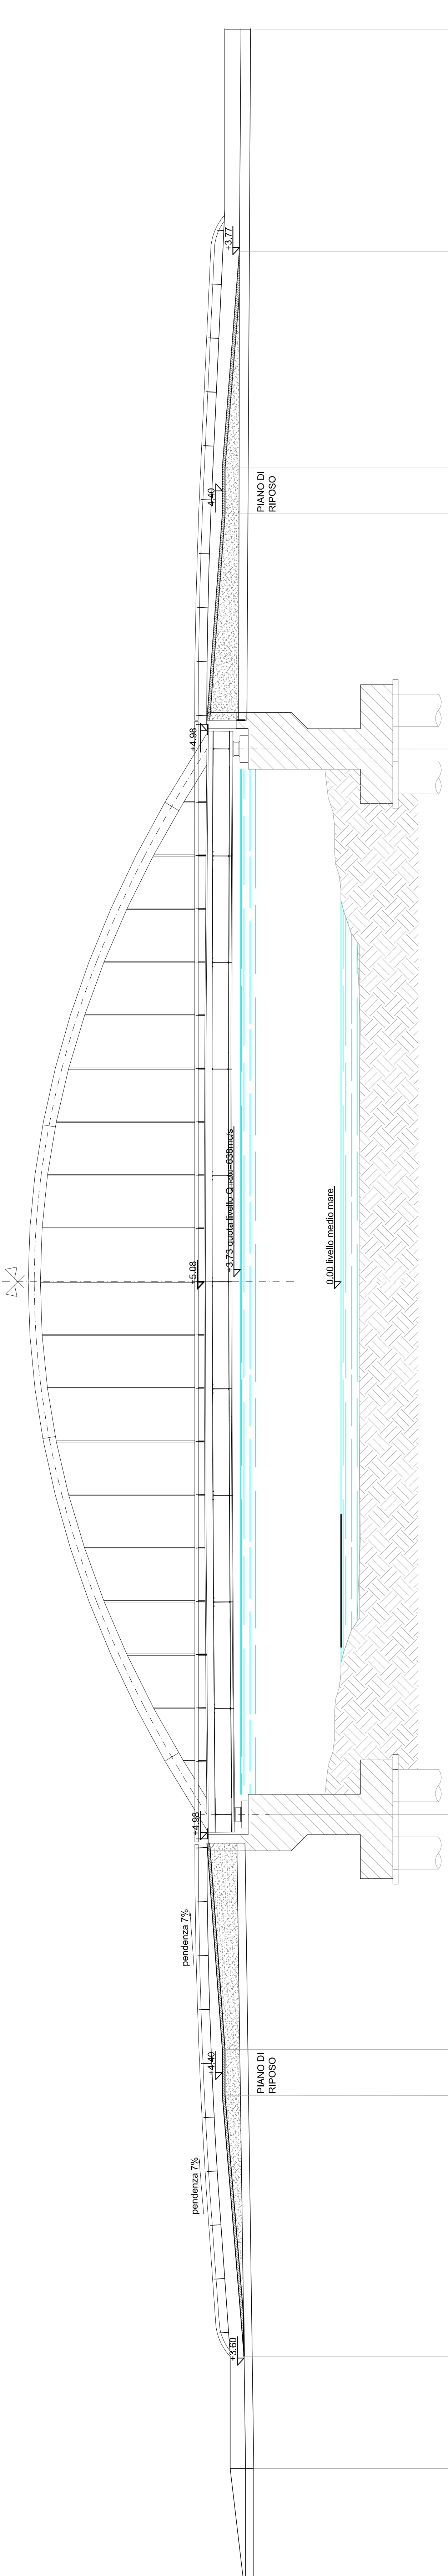 +3.60
pendenza 7%
+4.40
PIANO DI
RIPOSO
pendenza 7%
+4.98
+5.08
+3.73 quota livello
0.00 livello medio mare
+4.98
4.40
PIANO DI
RIPOSO
+3.77